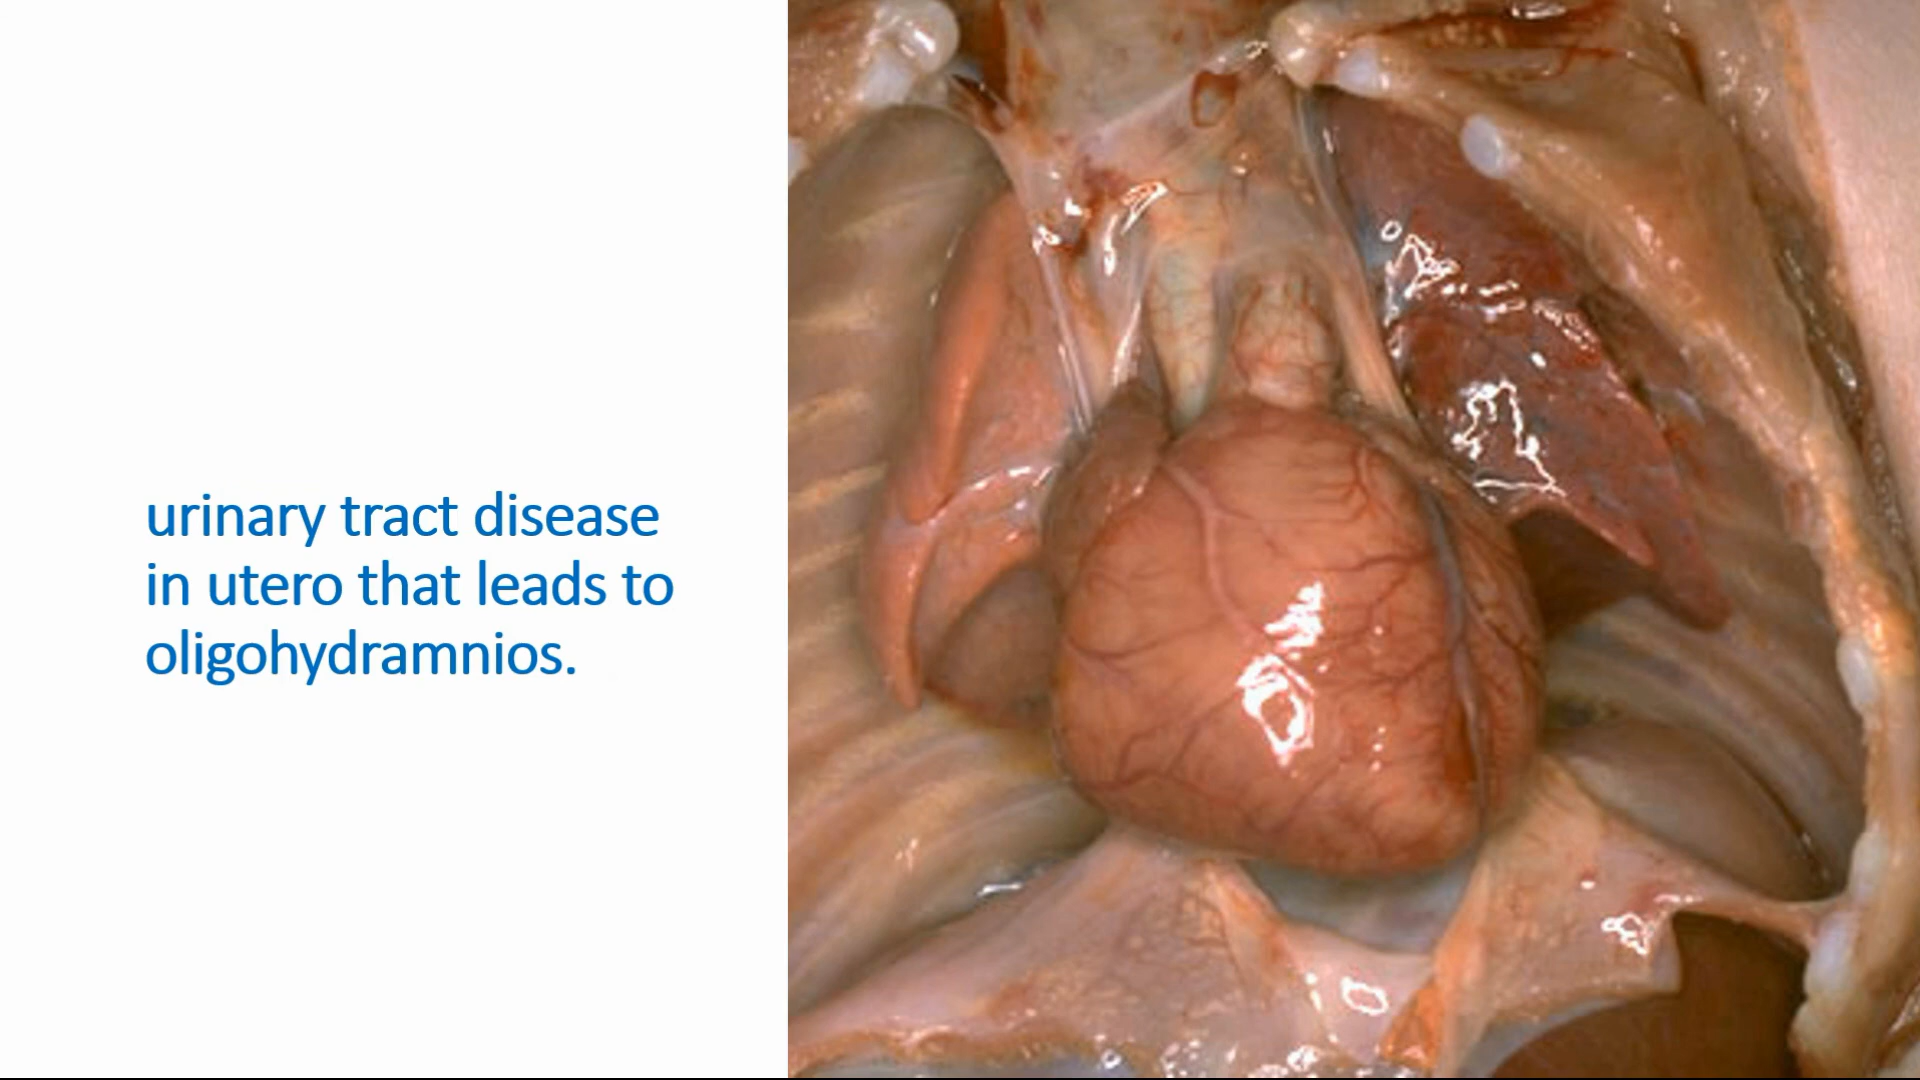 urinary tract disease
in utero that leads to
oligohydramnios.